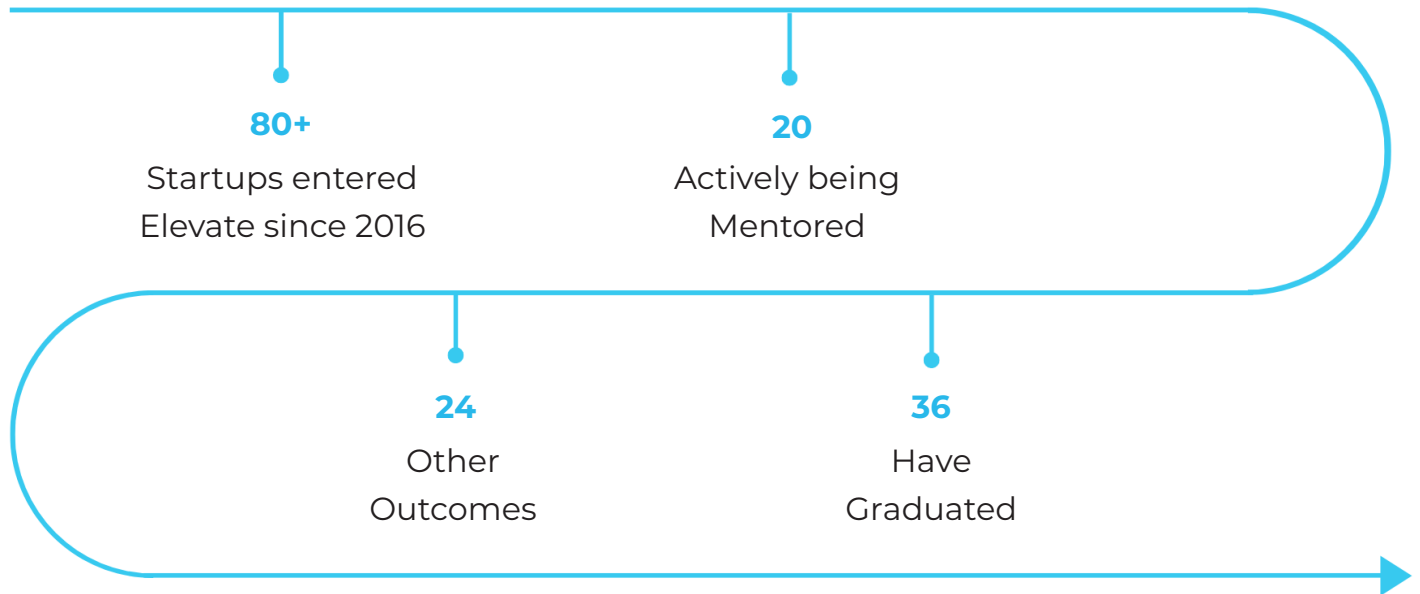 80+
Startups entered
Elevate since 2016
20
Actively being
Mentored
24
Other
Outcomes
36
Have
Graduated